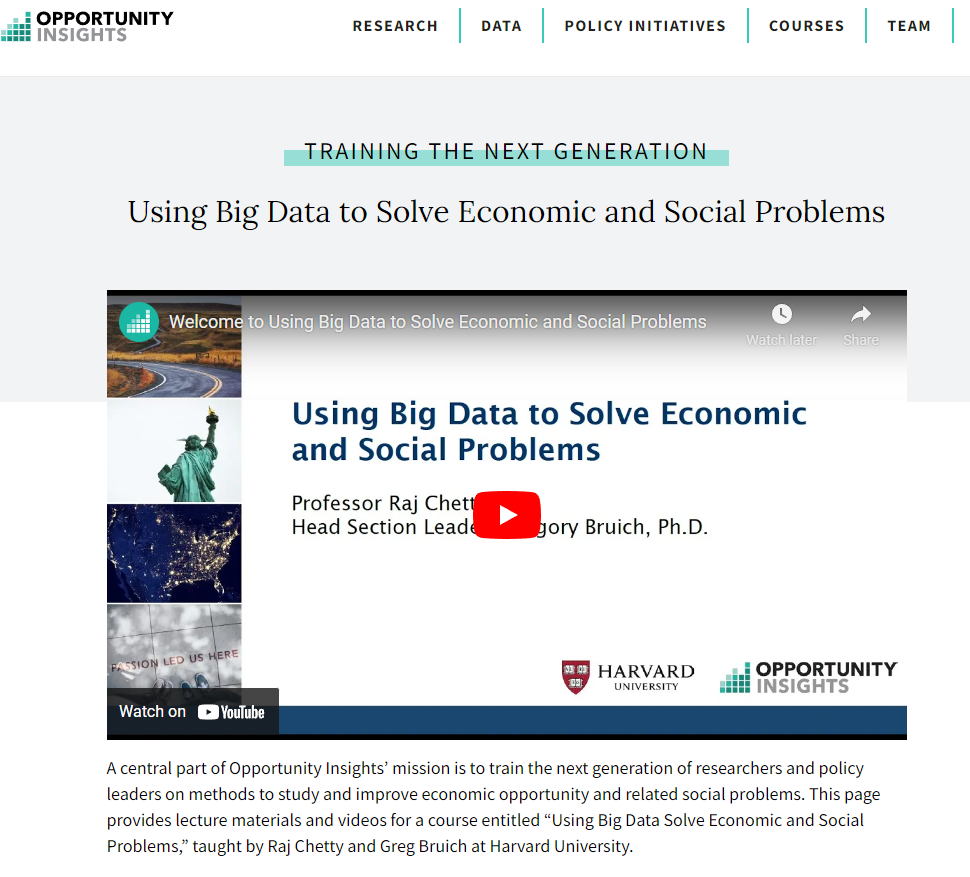 OPPORTUNITY
INSIGHTS
RESEARCH
DATA
POLICY INITIATIVES
COURSES
TEAM
TRAINING THE NEXT GENERATION
Using Big Data to Solve Economic and Social Problems
Welcome to Using Big Data to Solve Economic and Social Problems
Watch later
Share
Using Big Data to Solve Economic
and Social Problems
Professor Raj Chett
Head Section Leade gory Bruich, Ph.D.
PASSION LED US HERE
HARVARD
UNIVERSITY
OPPORTUNITY
INSIGHTS
Watch on YouTube
A central part of Opportunity Insights’ mission is to train the next generation of researchers and policy
leaders on methods to study and improve economic opportunity and related social problems. This page
provides lecture materials and videos for a course entitled “Using Big Data Solve Economic and Social
Problems,” taught by Raj Chetty and Greg Bruich at Harvard University.